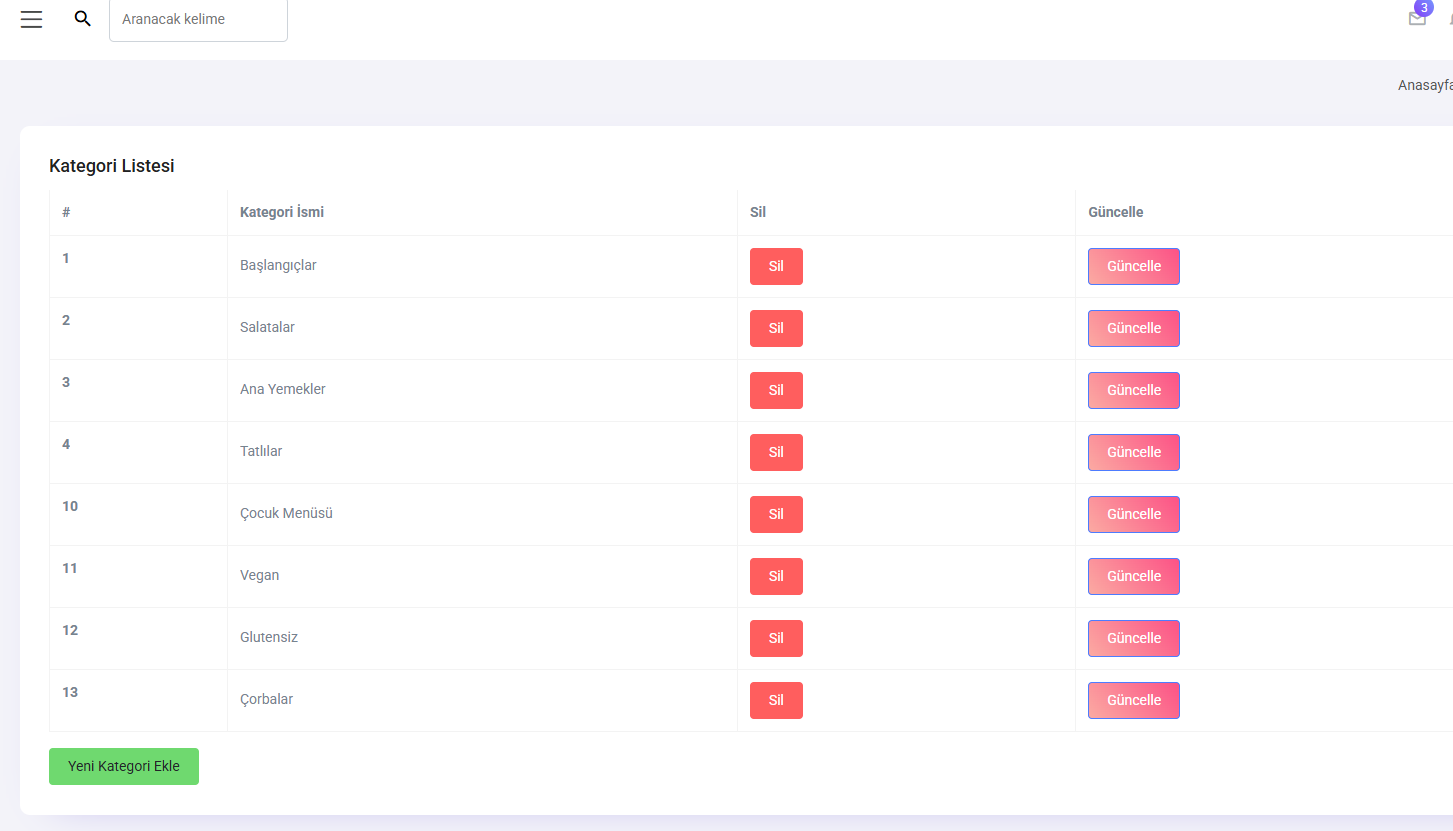 Aranacak kelime
3
Anasayfa
Kategori Listesi
# Kategori İsmi Sil Güncelle
1 Başlangıçlar Sil Güncelle
2 Salatalar Sil Güncelle
3 Ana Yemekler Sil Güncelle
4 Tatlılar Sil Güncelle
10 Çocuk Menüsü Sil Güncelle
11 Vegan Sil Güncelle
12 Glutensiz Sil Güncelle
13 Çorbalar Sil Güncelle
Yeni Kategori Ekle